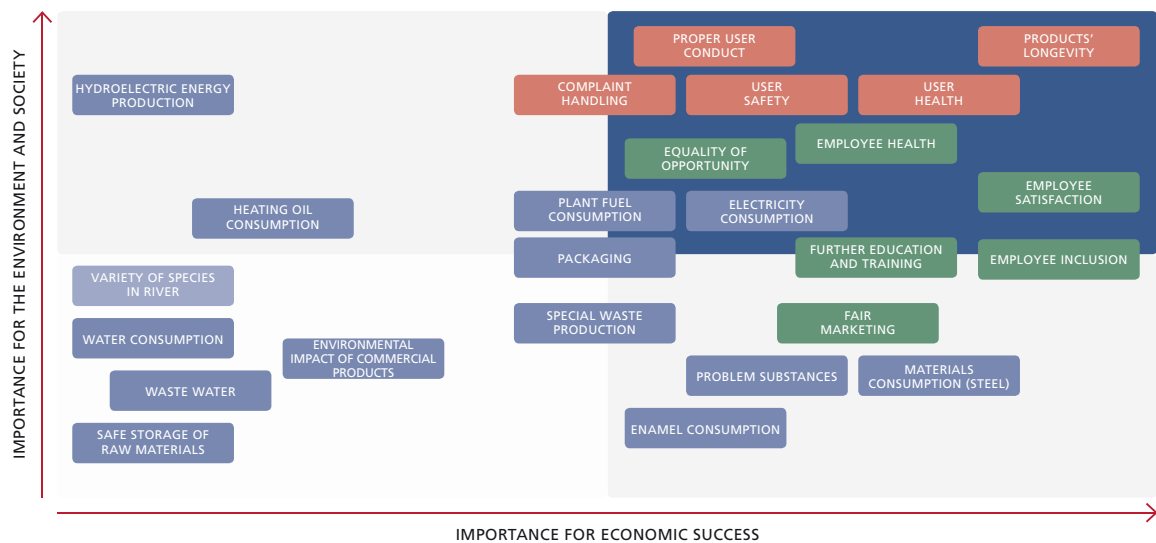 IMPORTANCE FOR THE ENVIRONMENT AND SOCIETY
PROPER USER
CONDUCT
PRODUCTS’
LONGEVITY
HYDROELECTRIC ENERGY
PRODUCTION
COMPLAINT
HANDLING
USER
SAFETY
USER
HEALTH
EQUALITY OF
OPPORTUNITY
EMPLOYEE HEALTH
EMPLOYEE
SATISFACTION
HEATING OIL
CONSUMPTION
PLANT FUEL
CONSUMPTION
ELECTRICITY
CONSUMPTION
PACKAGING
FURTHER EDUCATION
AND TRAINING
EMPLOYEE INCLUSION
VARIETY OF SPECIES
IN RIVER
SPECIAL WASTE
PRODUCTION
FAIR
MARKETING
WATER CONSUMPTION
ENVIRONMENTAL
IMPACT OF COMMERCIAL
PRODUCTS
PROBLEM SUBSTANCES
MATERIALS
CONSUMPTION (STEEL)
WASTE WATER
ENAMEL CONSUMPTION
SAFE STORAGE OF
RAW MATERIALS
IMPORTANCE FOR ECONOMIC SUCCESS